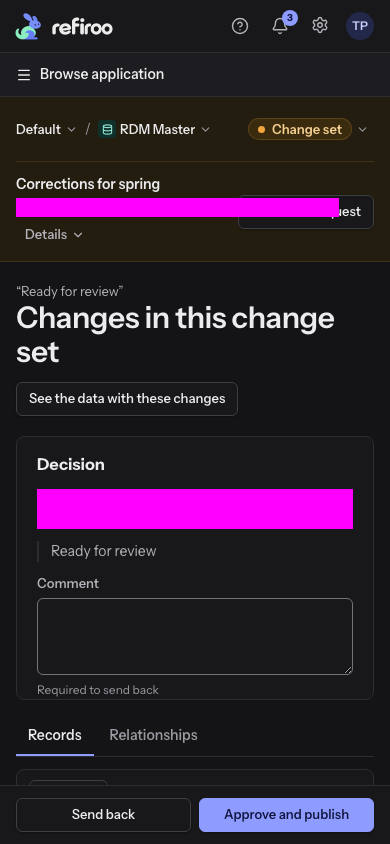 refiroo
3
TP
Browse application
Default / RDM Master
Change set
Corrections for spring
Details
“Ready for review”
Changes in this change
set
See the data with these changes
Decision
Ready for review
Comment
Required to send back
Records
Relationships
Send back
Approve and publish